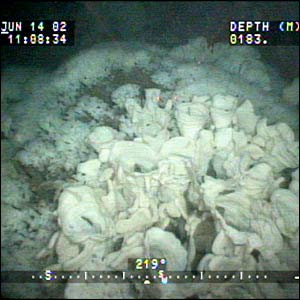 JUN 14 02 DEPTH (M)
11:08:34 0183.
219°
S S